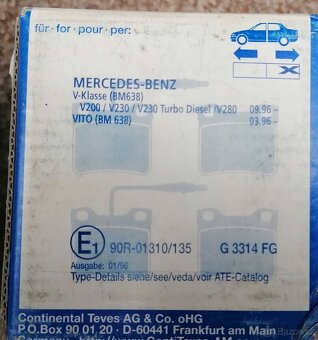 für · for · pour · per:
X
MERCEDES-BENZ
V-Klasse (BM638)
V200 / V230 / V230 Turbo Diesel /V280 09.96 –
VITO (BM 638) 03.96 –
E1 90R-01310/135 G 3314 FG
Ausgabe: 01/98
Type-Details siehe/see/veda/voir ATE-Catalog
Continental Teves AG & Co. oHG
P.O.Box 90 01 20 · D-60441 Frankfurt am Main
Germany